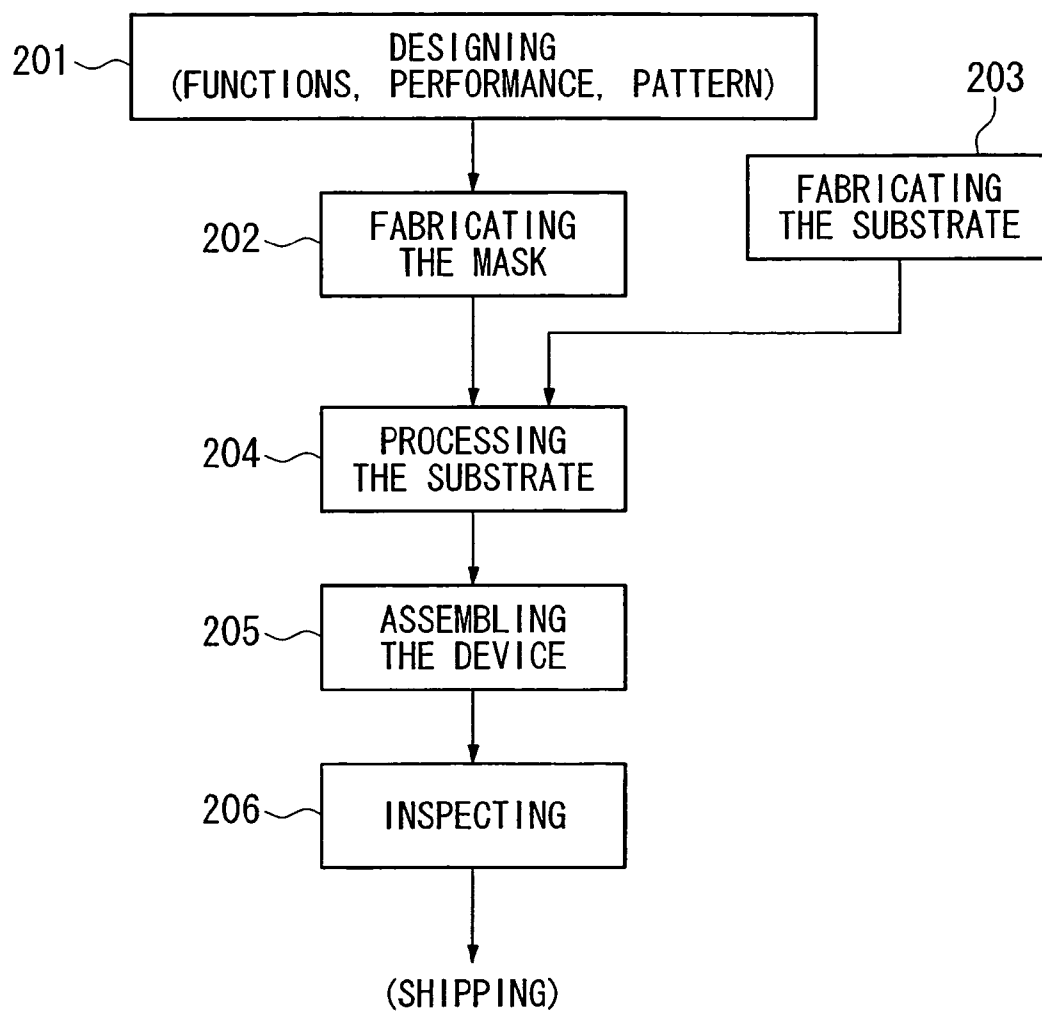 201
DESIGNING
(FUNCTIONS, PERFORMANCE, PATTERN)
203
FABRICATING
THE SUBSTRATE
202
FABRICATING
THE MASK
204
PROCESSING
THE SUBSTRATE
205
ASSEMBLING
THE DEVICE
206
INSPECTING
(SHIPPING)